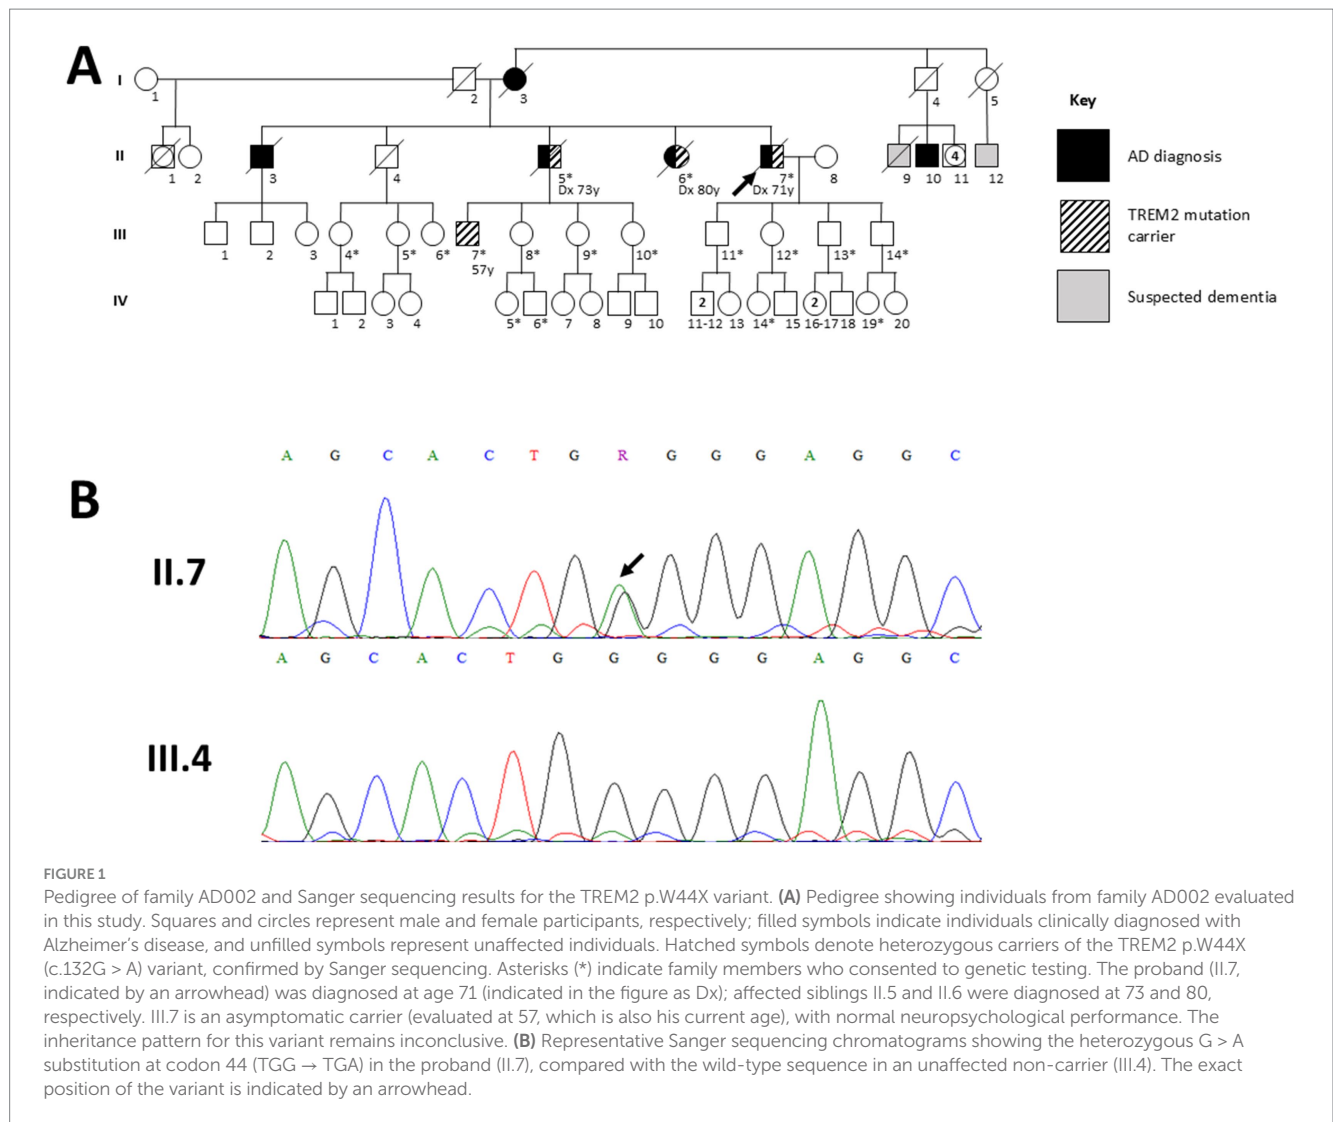 A
I
1
2
3
4
5
Key
AD diagnosis
TREM2 mutation
carrier
Suspected dementia
II
4
1
2
3
4
5*
6*
7*
8
9
10
11
12
Dx 73y
Dx 80y
Dx 71y
III
1
2
3
4*
5*
6*
7*
8*
9*
10*
11*
12*
13*
14*
57y
IV
2
2
1
2
3
4
5*
6*
7
8
9
10
11-12
13
14*
15
16-17
18
19*
20
B
A G C A C T G R G G G A G G C
II.7
A G C A C T G G G G G A G G C
III.4
FIGURE 1
Pedigree of family AD002 and Sanger sequencing results for the TREM2 p.W44X variant. (A) Pedigree showing individuals from family AD002 evaluated
in this study. Squares and circles represent male and female participants, respectively; filled symbols indicate individuals clinically diagnosed with
Alzheimer's disease, and unfilled symbols represent unaffected individuals. Hatched symbols denote heterozygous carriers of the TREM2 p.W44X
(c.132G > A) variant, confirmed by Sanger sequencing. Asterisks (*) indicate family members who consented to genetic testing. The proband (II.7,
indicated by an arrowhead) was diagnosed at age 71 (indicated in the figure as Dx); affected siblings II.5 and II.6 were diagnosed at 73 and 80,
respectively. III.7 is an asymptomatic carrier (evaluated at 57, which is also his current age), with normal neuropsychological performance. The
inheritance pattern for this variant remains inconclusive. (B) Representative Sanger sequencing chromatograms showing the heterozygous G > A
substitution at codon 44 (TGG → TGA) in the proband (II.7), compared with the wild-type sequence in an unaffected non-carrier (III.4). The exact
position of the variant is indicated by an arrowhead.